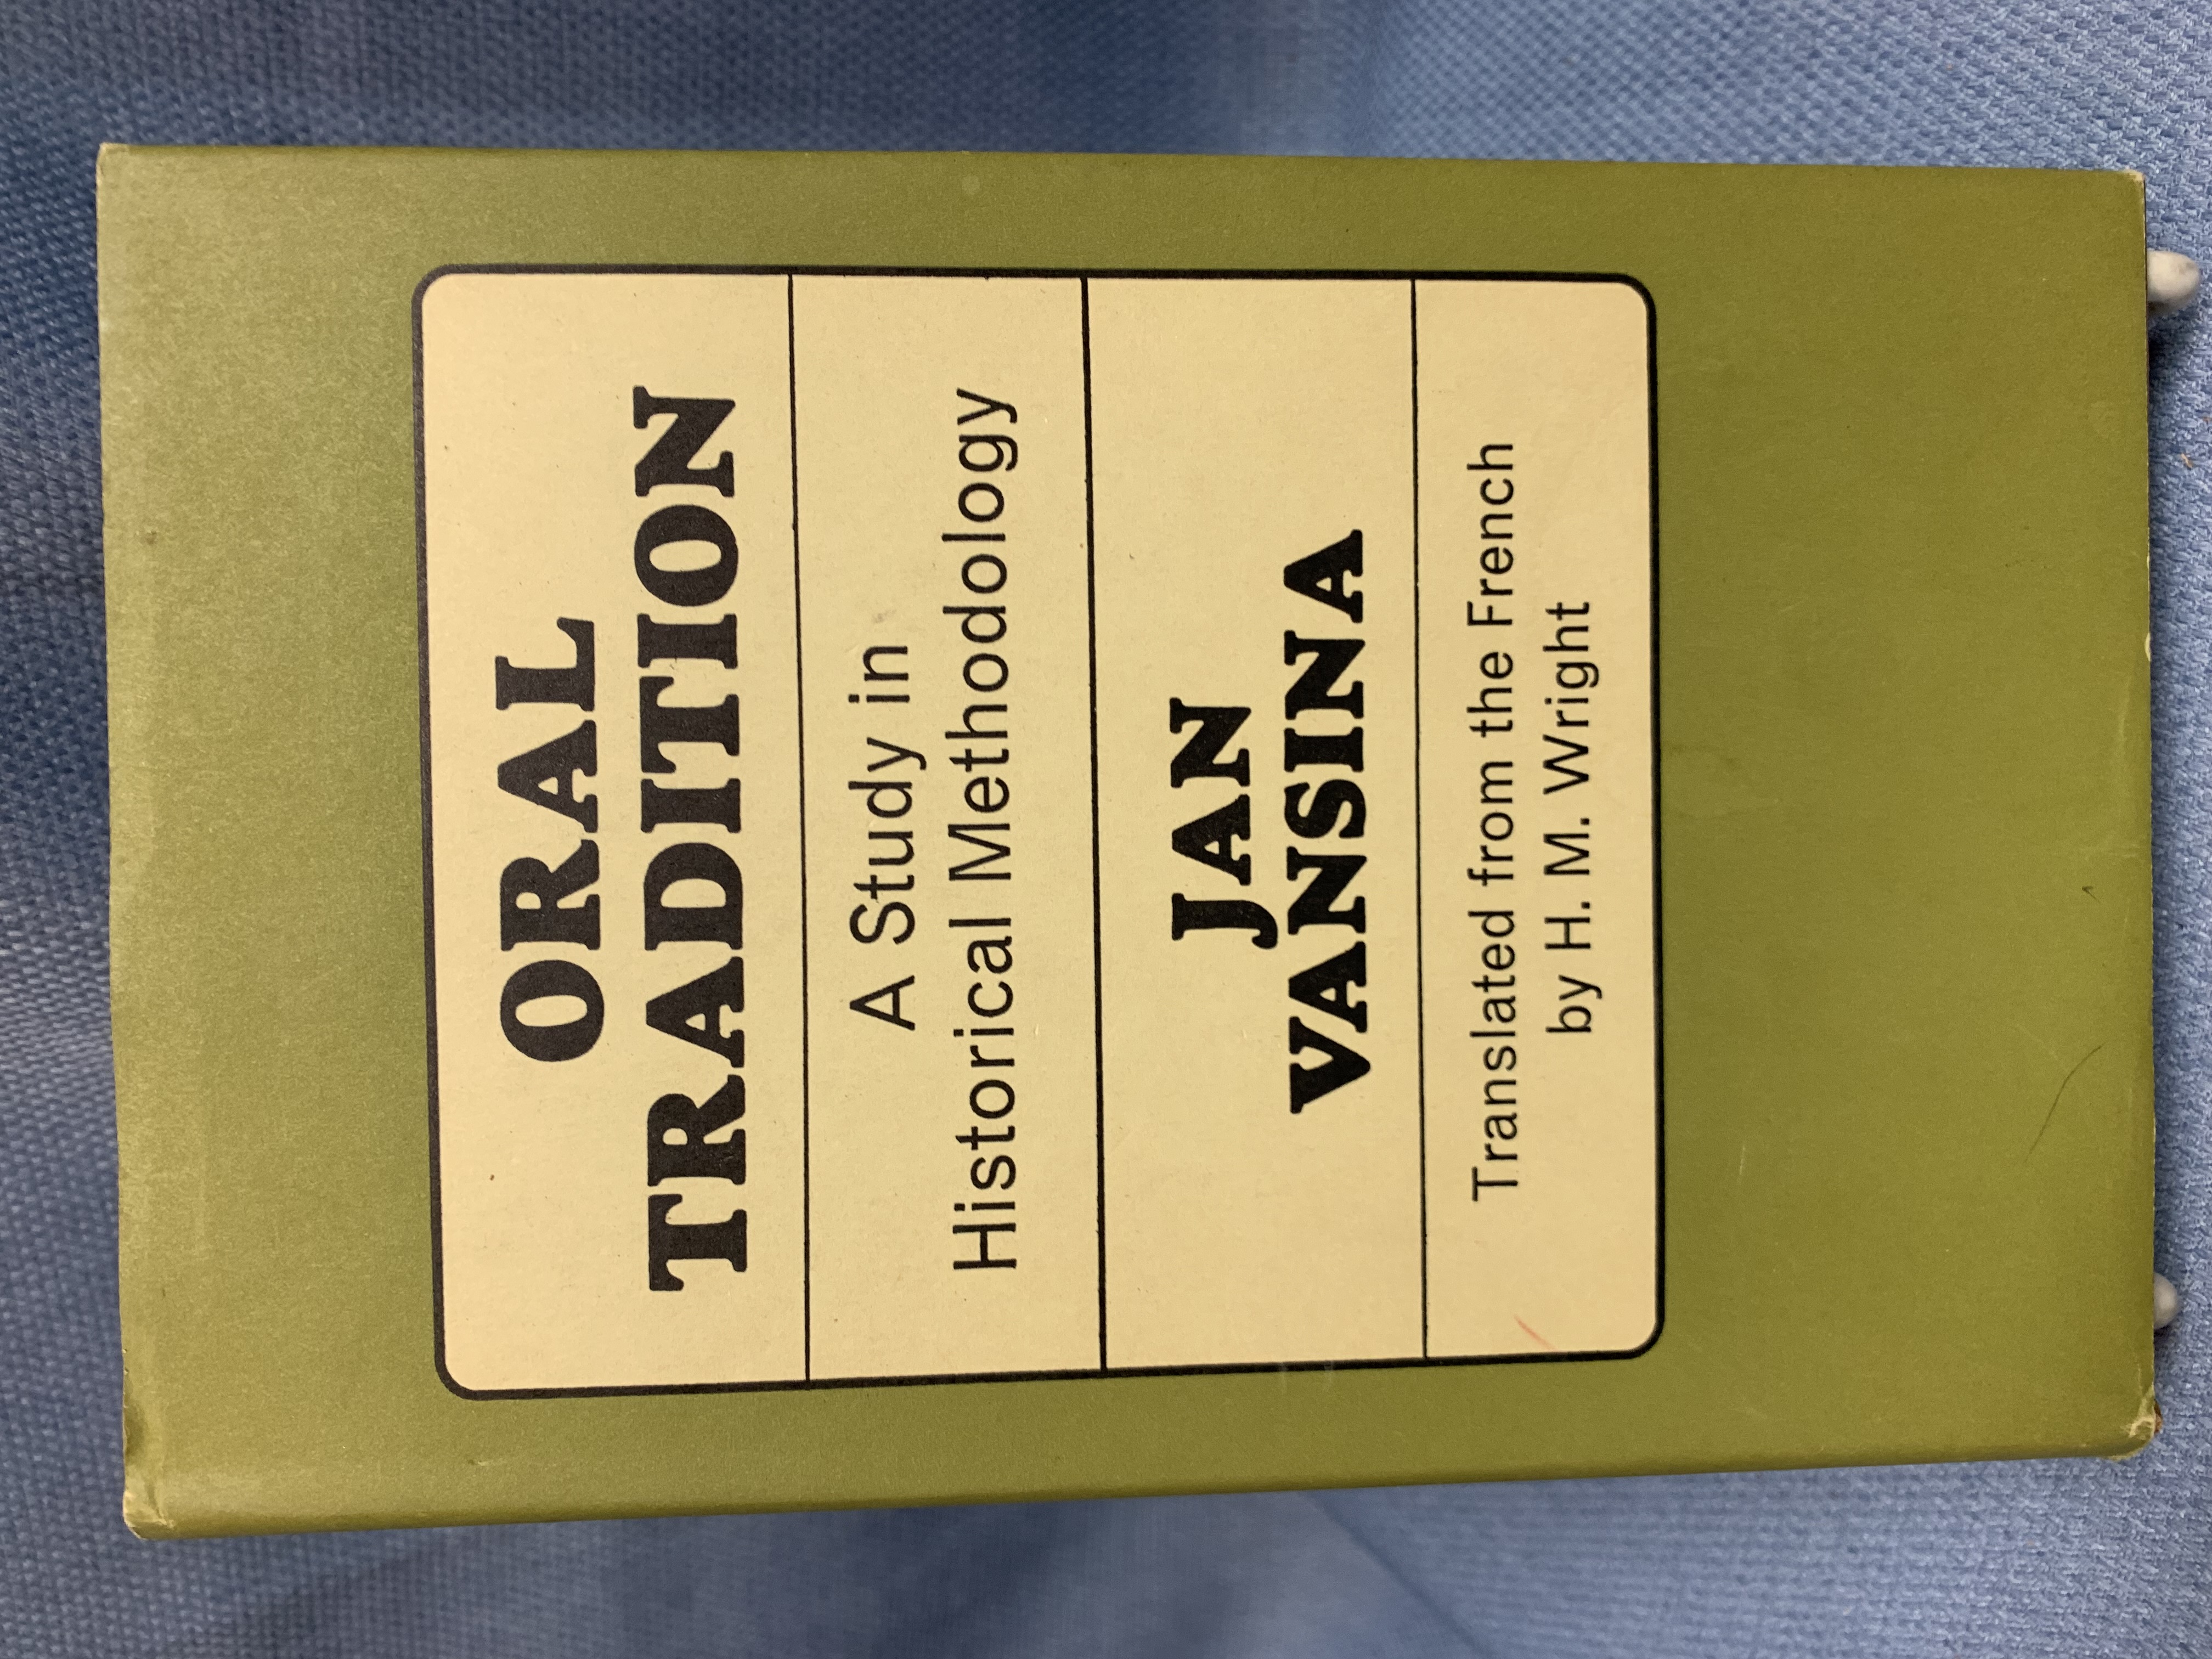 ORAL
TRADITION
A Study in
Historical Methodology
JAN
VANSINA
Translated from the French
by H. M. Wright